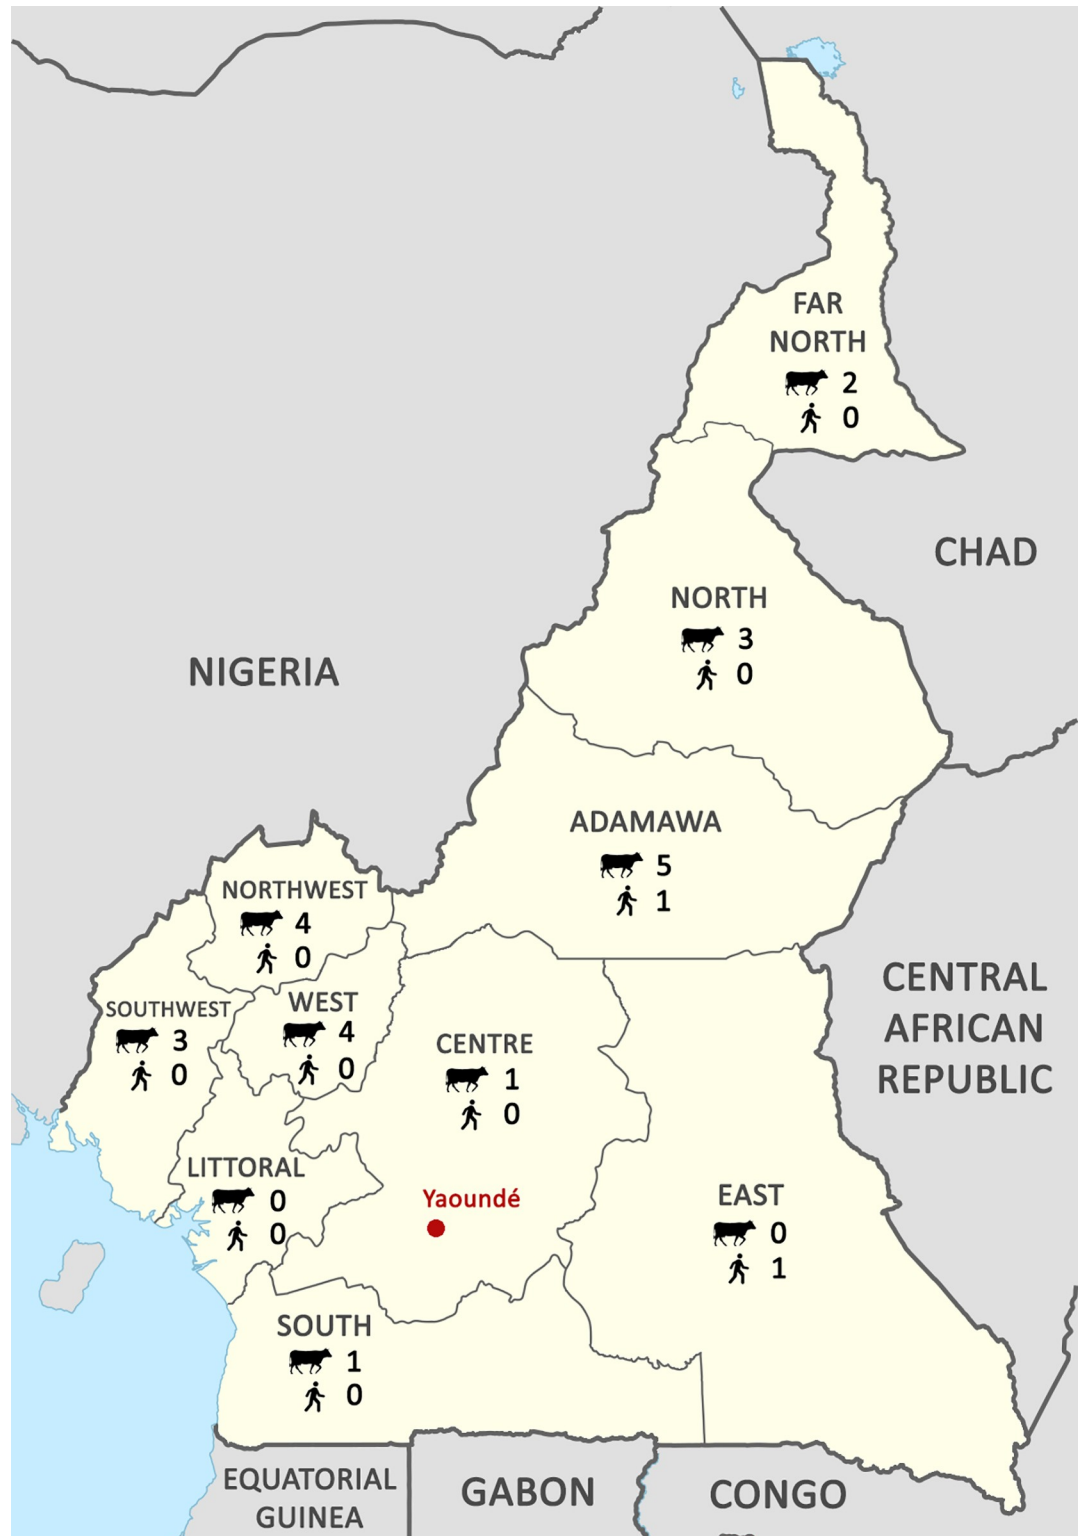 FAR
NORTH
2
0
CHAD
NORTH
3
0
NIGERIA
ADAMAWA
5
1
NORTHWEST
4
0
CENTRAL
AFRICAN
REPUBLIC
WEST
4
0
SOUTHWEST
3
0
CENTRE
1
0
LITTORAL
0
0
Yaoundé
EAST
0
1
SOUTH
1
0
EQUATORIAL
GUINEA
GABON
CONGO